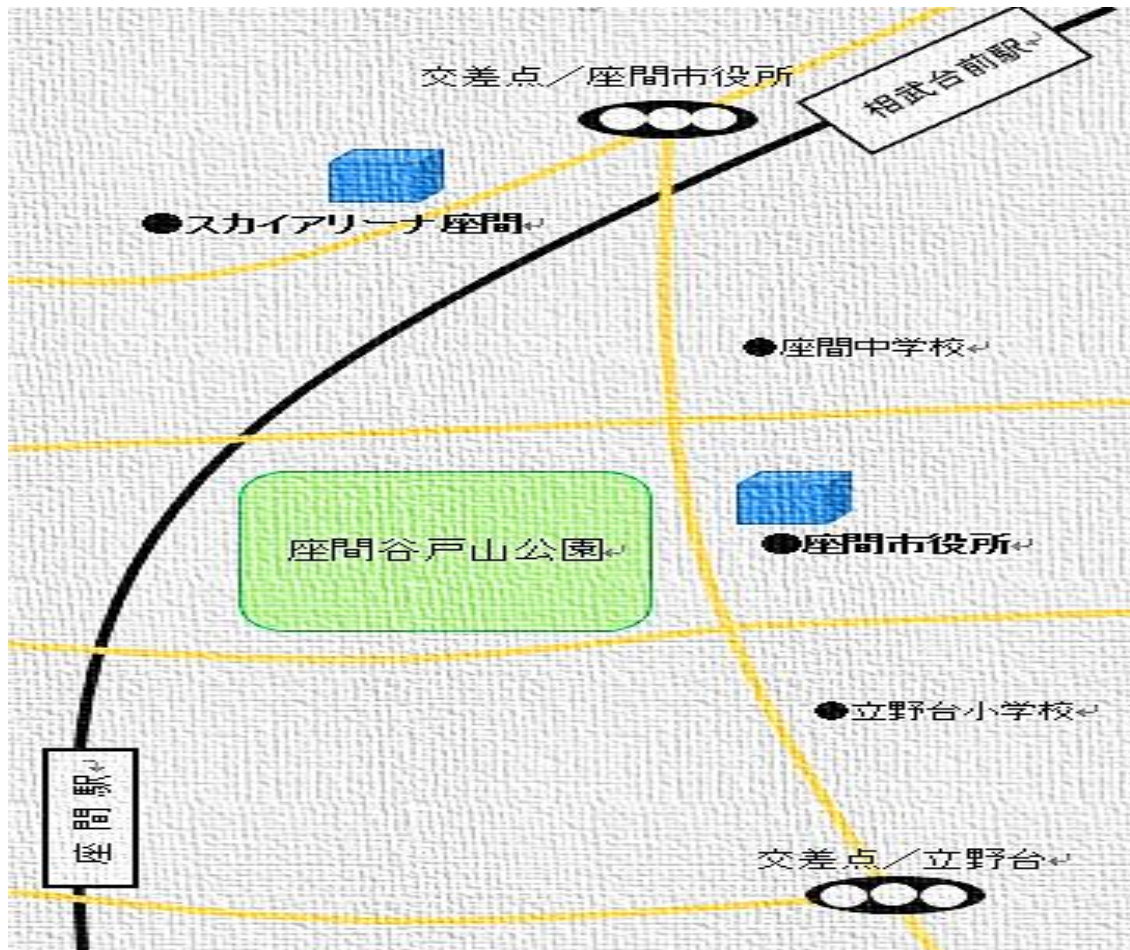 交差点／座間市役所
相武台前駅
●スカイアリーナ座間
●座間中学校
座間谷戸山公園
●座間市役所
●立野台小学校
座間駅
交差点／立野台